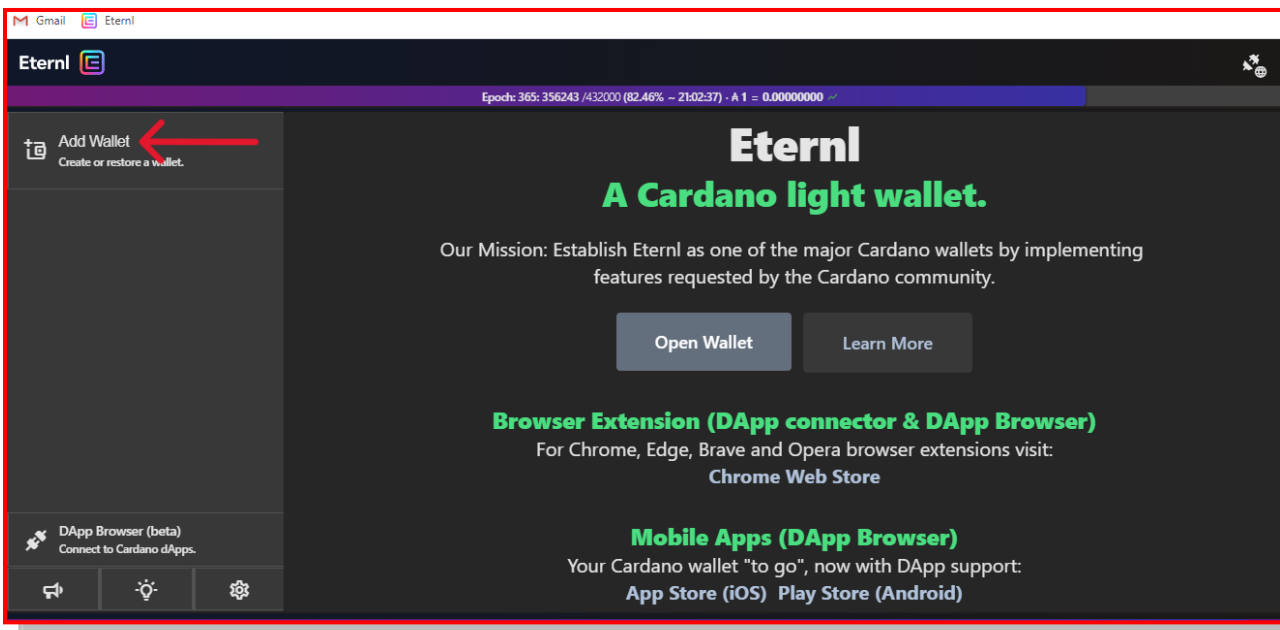 Gmail Eternl
Eternl
Epoch: 365: 356243 /432000 (82.46% ~ 21:02:37) · ₳ 1 = 0.00000000
Add Wallet
Create or restore a wallet.
Eternl
A Cardano light wallet.
Our Mission: Establish Eternl as one of the major Cardano wallets by implementing
features requested by the Cardano community.
Open Wallet Learn More
Browser Extension (DApp connector & DApp Browser)
For Chrome, Edge, Brave and Opera browser extensions visit:
Chrome Web Store
DApp Browser (beta)
Connect to Cardano dApps.
Mobile Apps (DApp Browser)
Your Cardano wallet "to go", now with DApp support:
App Store (iOS) Play Store (Android)